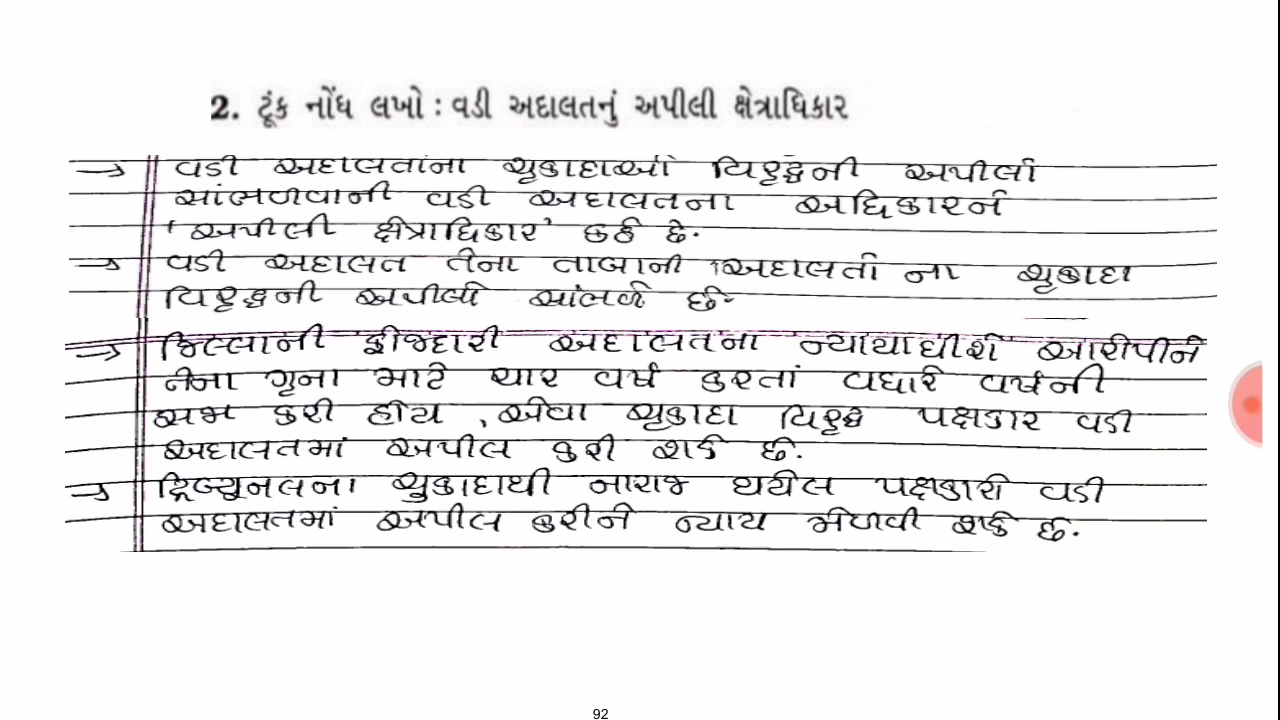 2. ટૂંક નોંધ લખો : વડી અદાલતનું અપીલી ક્ષેત્રાધિકાર
→ વડી અદાલતોના ચુકાદાઓ વિરુદ્ધની અપીલો
સાંભળવાની વડી અદાલતના અધિકારને
'અપીલી ક્ષેત્રાધિકાર' કહે છે.
→ વડી અદાલત તેના તાબાની અદાલતો ના ચુકાદા
વિરુદ્ધની અપીલો સાંભળે છે.
→ જિલ્લાની ફોજદારી અદાલતના ન્યાયાધીશે આરોપીને
તેના ગુના માટે ચાર વર્ષ કરતાં વધારે વર્ષની
સજા કરી હોય , એવા ચુકાદા વિરુદ્ધ પક્ષકાર વડી
અદાલતમાં અપીલ કરી શકે છે.
→ ટ્રિબ્યુનલના ચુકાદાથી નારાજ થયેલ પક્ષકારો વડી
અદાલતમાં અપીલ કરીને ન્યાય મેળવી શકે છે.
92